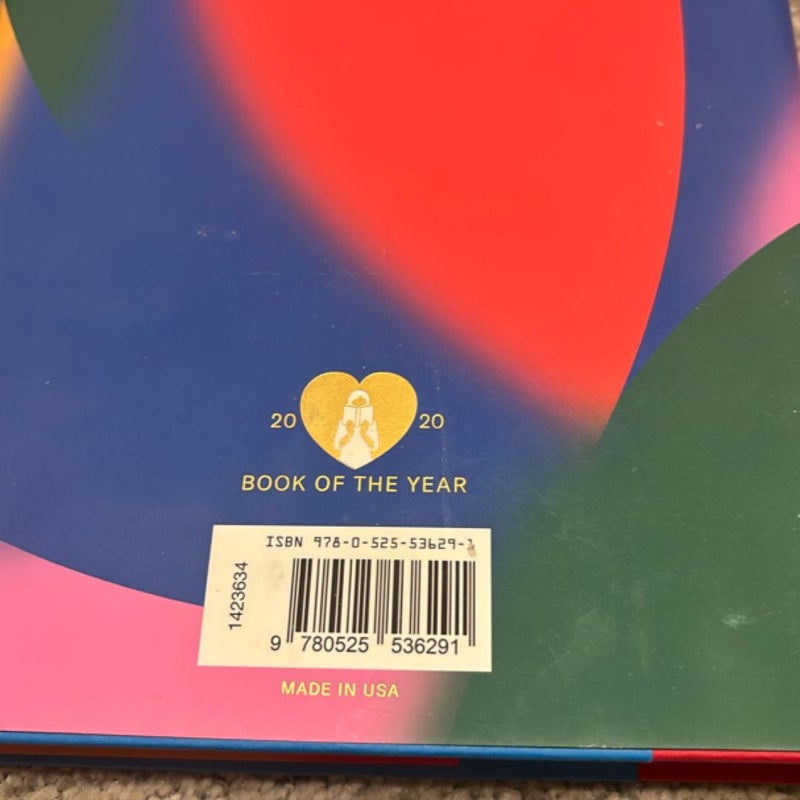 20 20
BOOK OF THE YEAR
ISBN 978-0-525-53629-1
1423634
9 780525 536291
MADE IN USA